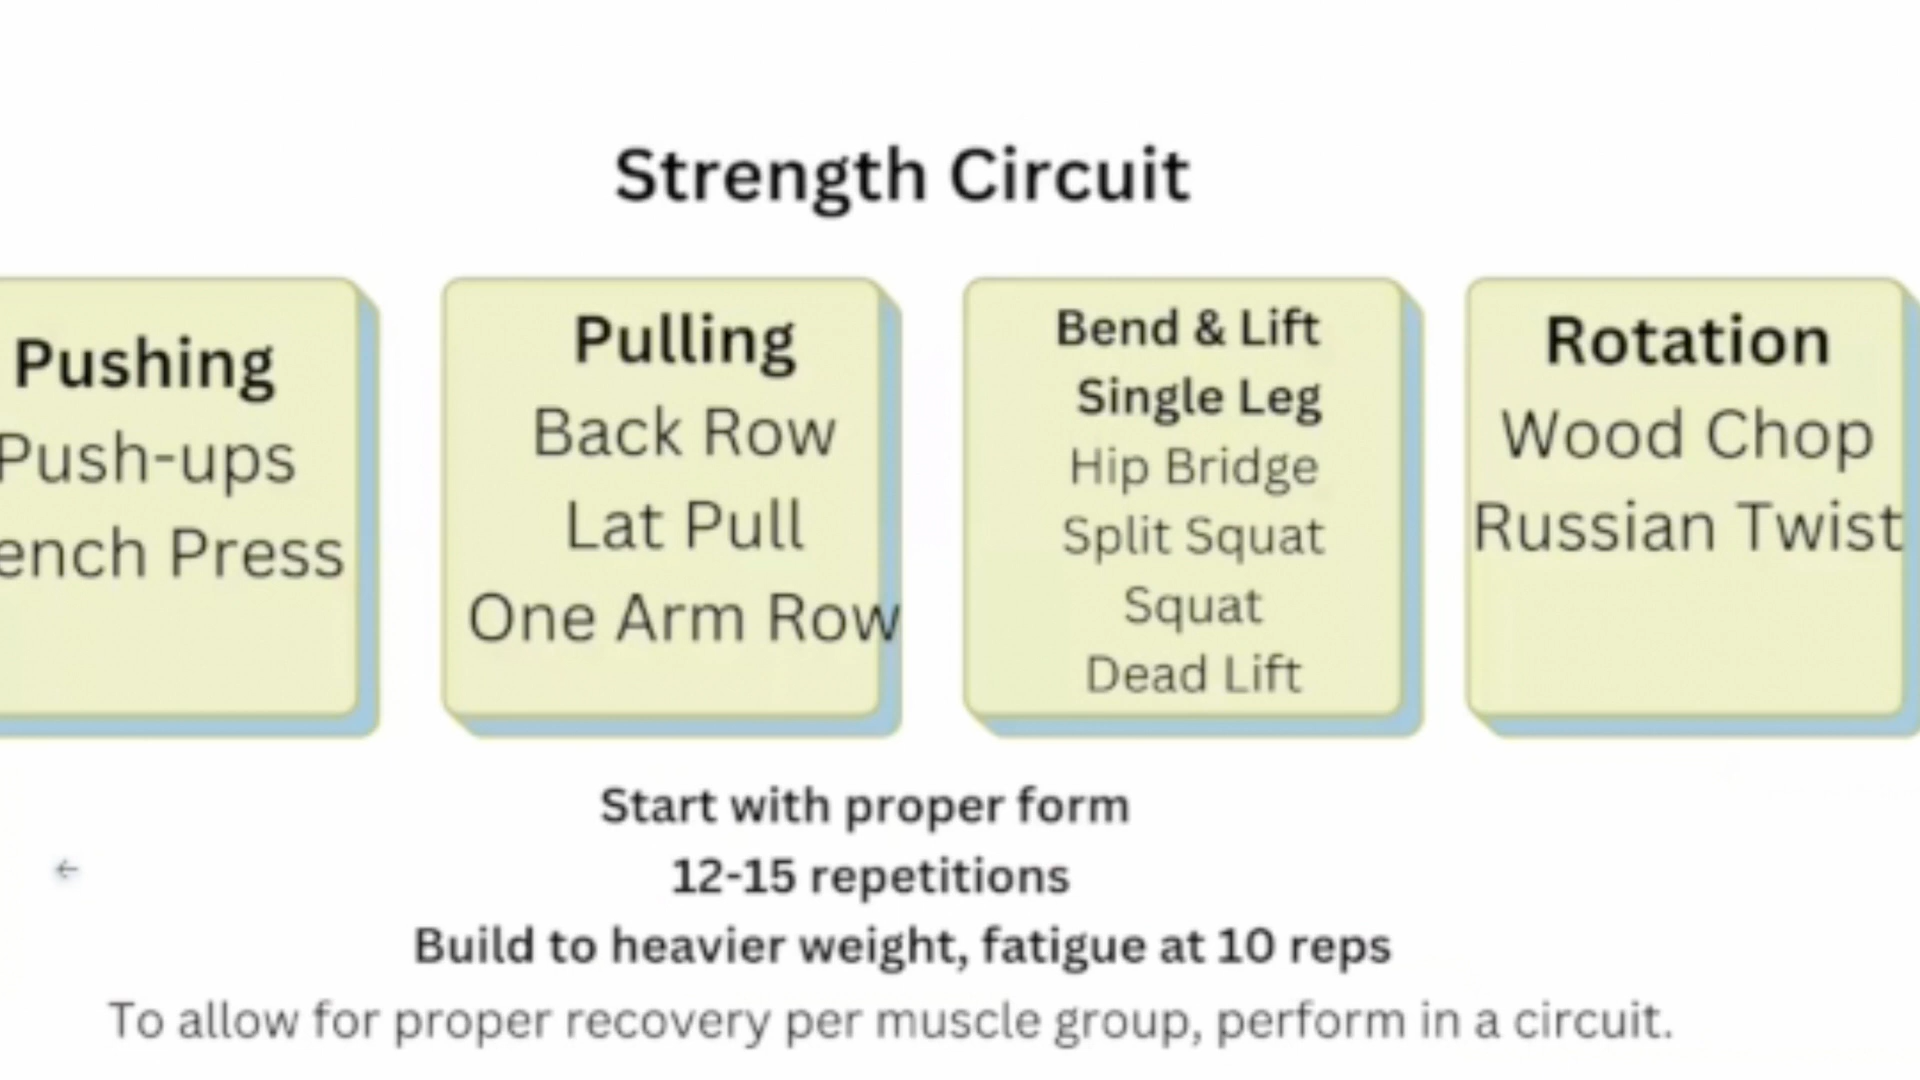 Strength Circuit
Pushing
Push-ups
ench Press
Pulling
Back Row
Lat Pull
One Arm Row
Bend & Lift
Single Leg
Hip Bridge
Split Squat
Squat
Dead Lift
Rotation
Wood Chop
Russian Twist
Start with proper form
12-15 repetitions
Build to heavier weight, fatigue at 10 reps
To allow for proper recovery per muscle group, perform in a circuit.